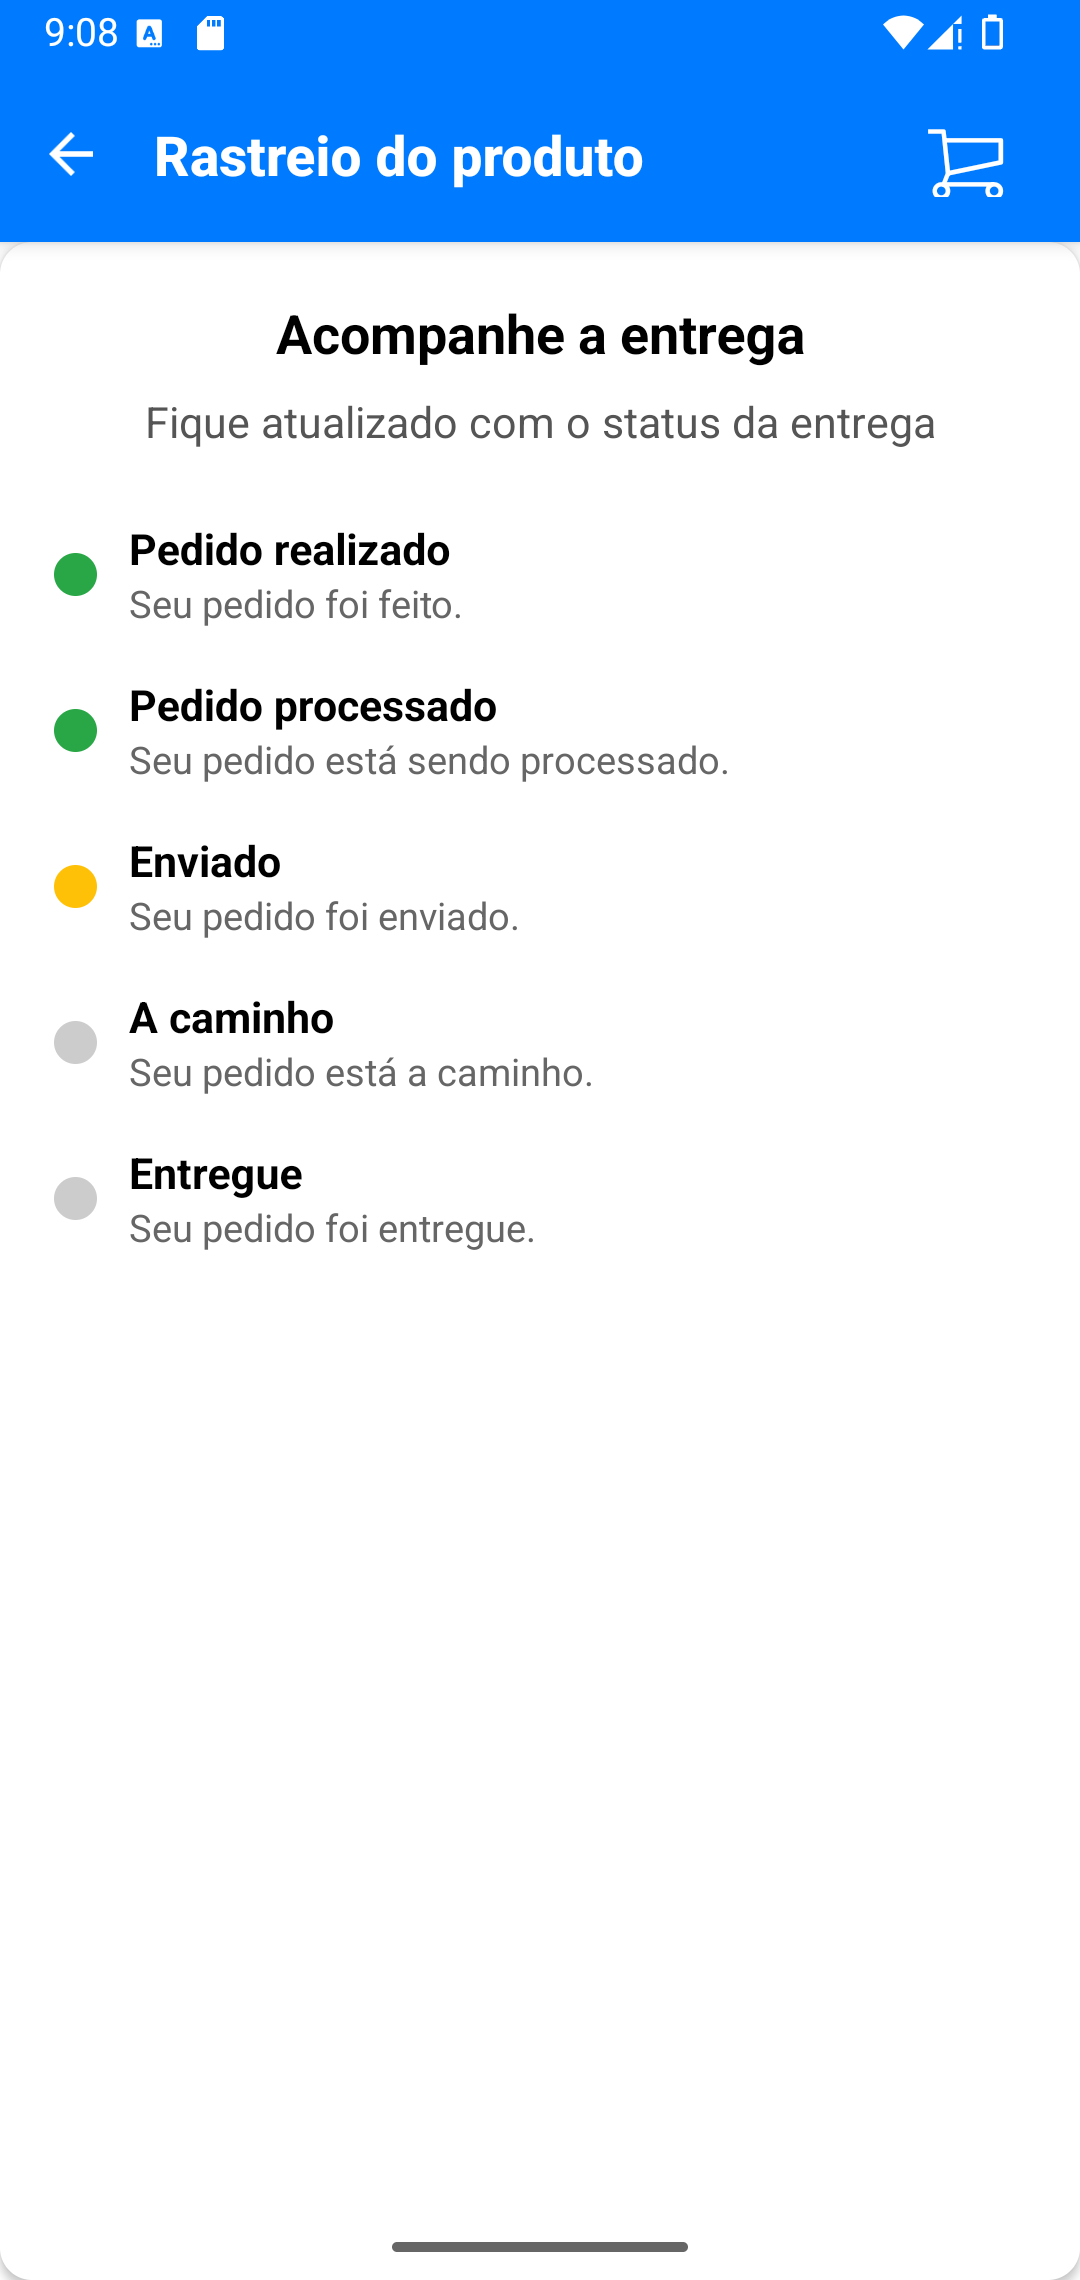 9:08
Rastreio do produto
Acompanhe a entrega
Fique atualizado com o status da entrega
Pedido realizado
Seu pedido foi feito.
Pedido processado
Seu pedido está sendo processado.
Enviado
Seu pedido foi enviado.
A caminho
Seu pedido está a caminho.
Entregue
Seu pedido foi entregue.